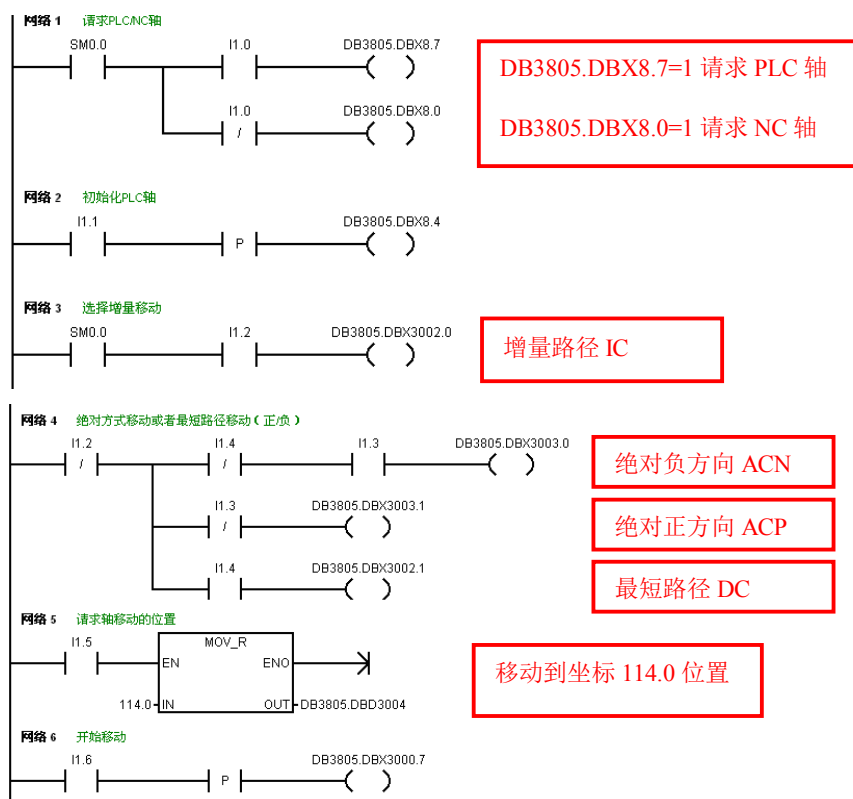 网络 1 请求PLC/NC轴
SM0.0 I1.0 DB3805.DBX8.7
I1.0 DB3805.DBX8.0
/
DB3805.DBX8.7=1 请求 PLC 轴
DB3805.DBX8.0=1 请求 NC 轴
网络 2 初始化PLC轴
I1.1 DB3805.DBX8.4
P
网络 3 选择增量移动
SM0.0 I1.2 DB3805.DBX3002.0
增量路径 IC
网络 4 绝对方式移动或者最短路径移动（正/负）
I1.2 I1.4 I1.3 DB3805.DBX3003.0
/ /
绝对负方向 ACN
I1.3 DB3805.DBX3003.1
/
绝对正方向 ACP
I1.4 DB3805.DBX3002.1
最短路径 DC
网络 5 请求轴移动的位置
I1.5 MOV_R
EN ENO
114.0 IN OUT DB3805.DBD3004
移动到坐标 114.0 位置
网络 6 开始移动
I1.6 DB3805.DBX3000.7
P